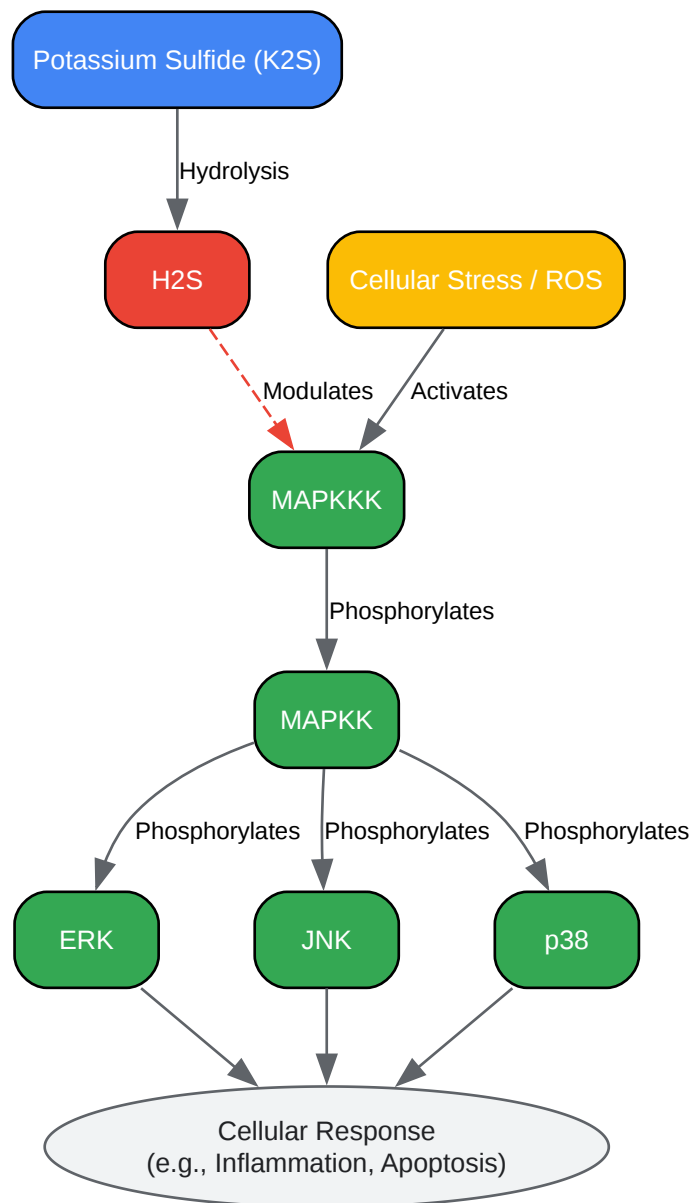 Potassium Sulfide (K2S)
Hydrolysis
H2S
Cellular Stress / ROS
Modulates
Activates
MAPKKK
Phosphorylates
MAPKK
Phosphorylates
Phosphorylates
Phosphorylates
ERK
JNK
p38
Cellular Response
(e.g., Inflammation, Apoptosis)